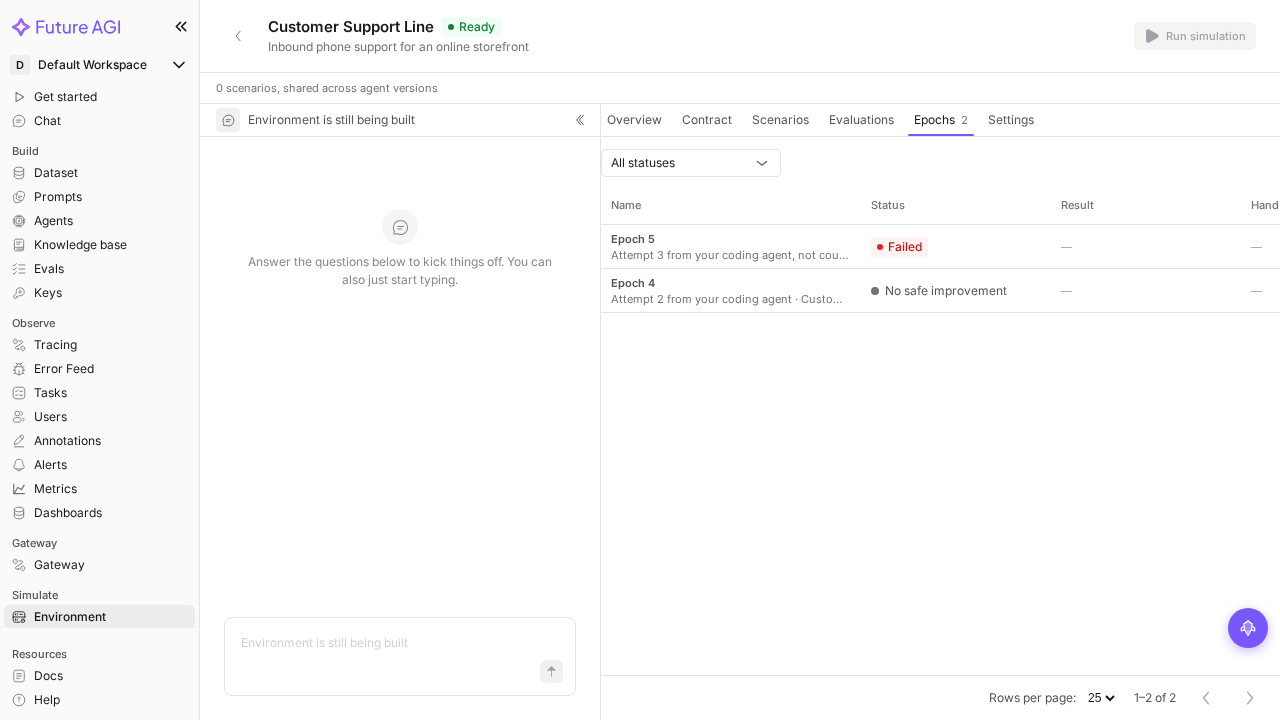 Future AGI
D Default Workspace
Get started
Chat
Build
Dataset
Prompts
Agents
Knowledge base
Evals
Keys
Observe
Tracing
Error Feed
Tasks
Users
Annotations
Alerts
Metrics
Dashboards
Gateway
Gateway
Simulate
Environment
Resources
Docs
Help
Customer Support Line Ready
Inbound phone support for an online storefront
Run simulation
0 scenarios, shared across agent versions
Environment is still being built
Answer the questions below to kick things off. You can
also just start typing.
Environment is still being built
Overview Contract Scenarios Evaluations Epochs 2 Settings
All statuses
Name Status Result Hand
Epoch 5
Attempt 3 from your coding agent, not cou...
Failed — —
Epoch 4
Attempt 2 from your coding agent · Custo...
No safe improvement — —
Rows per page: 25 1–2 of 2